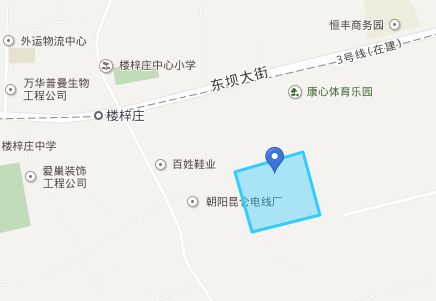 恒丰商务园
外运物流中心
3号线(在建)
楼梓庄中心小学
东坝大街
万华普曼生物
工程公司
康心体育乐园
楼梓庄
楼梓庄中学
百姓鞋业
爱巢装饰
工程公司
朝阳昆仑电线厂